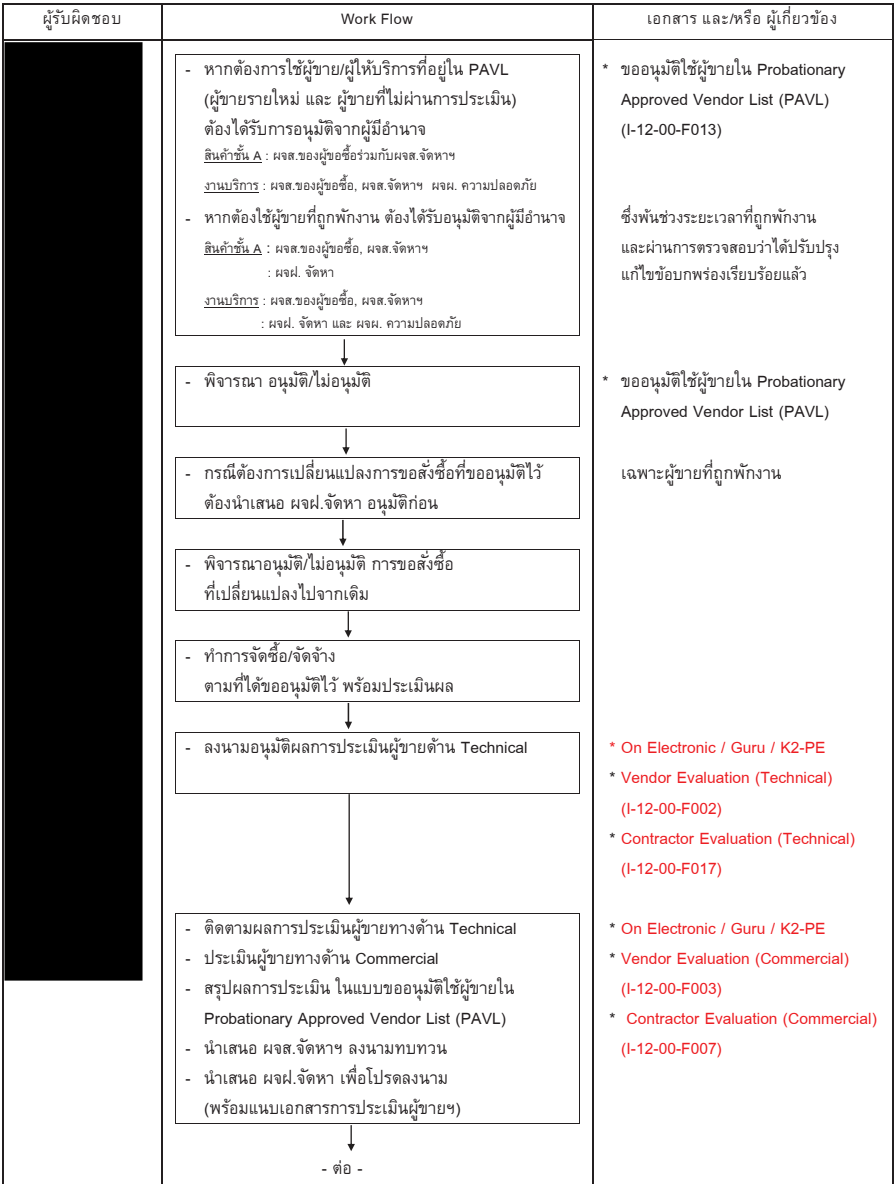 ผู้รับผิดชอบ
Work Flow
เอกสาร และ/หรือ ผู้เกี่ยวข้อง
- หากต้องการใช้ผู้ขาย/ผู้ให้บริการที่อยู่ใน PAVL
(ผู้ขายรายใหม่ และ ผู้ขายที่ไม่ผ่านการประเมิน)
ต้องได้รับการอนุมัติจากผู้มีอำนาจ
สินค้าชั้น A : ผจส.ของผู้ขอซื้อร่วมกับผจส.จัดหาฯ
งานบริการ : ผจส.ของผู้ขอซื้อ, ผจส.จัดหาฯ ผจผ. ความปลอดภัย
- หากต้องใช้ผู้ขายที่ถูกพักงาน ต้องได้รับอนุมัติจากผู้มีอำนาจ
สินค้าชั้น A : ผจส.ของผู้ขอซื้อ, ผจส.จัดหาฯ
: ผจฝ. จัดหา
งานบริการ : ผจส.ของผู้ขอซื้อ, ผจส.จัดหาฯ
: ผจฝ. จัดหา และ ผจผ. ความปลอดภัย
* ขออนุมัติใช้ผู้ขายใน Probationary
Approved Vendor List (PAVL)
(I-12-00-F013)
ซึ่งพ้นช่วงระยะเวลาที่ถูกพักงาน
และผ่านการตรวจสอบว่าได้ปรับปรุง
แก้ไขข้อบกพร่องเรียบร้อยแล้ว
- พิจารณา อนุมัติ/ไม่อนุมัติ
* ขออนุมัติใช้ผู้ขายใน Probationary
Approved Vendor List (PAVL)
- กรณีต้องการเปลี่ยนแปลงการขอสั่งซื้อที่ขออนุมัติไว้
ต้องนำเสนอ ผจฝ.จัดหา อนุมัติก่อน
เฉพาะผู้ขายที่ถูกพักงาน
- พิจารณาอนุมัติ/ไม่อนุมัติ การขอสั่งซื้อ
ที่เปลี่ยนแปลงไปจากเดิม
- ทำการจัดซื้อ/จัดจ้าง
ตามที่ได้ขออนุมัติไว้ พร้อมประเมินผล
- ลงนามอนุมัติผลการประเมินผู้ขายด้าน Technical
* On Electronic / Guru / K2-PE
* Vendor Evaluation (Technical)
(I-12-00-F002)
* Contractor Evaluation (Technical)
(I-12-00-F017)
- ติดตามผลการประเมินผู้ขายทางด้าน Technical
- ประเมินผู้ขายทางด้าน Commercial
- สรุปผลการประเมิน ในแบบขออนุมัติใช้ผู้ขายใน
Probationary Approved Vendor List (PAVL)
- นำเสนอ ผจส.จัดหาฯ ลงนามทบทวน
- นำเสนอ ผจฝ.จัดหา เพื่อโปรดลงนาม
(พร้อมแนบเอกสารการประเมินผู้ขายฯ)
* On Electronic / Guru / K2-PE
* Vendor Evaluation (Commercial)
(I-12-00-F003)
* Contractor Evaluation (Commercial)
(I-12-00-F007)
- ต่อ -